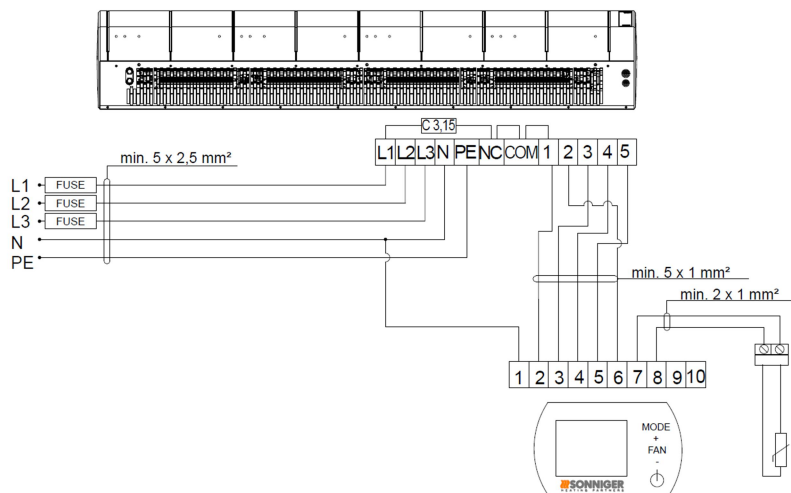 C 3,15
L1 L2 L3 N PE NC COM 1 2 3 4 5
min. 5 x 2,5 mm²
L1 FUSE
L2 FUSE
L3 FUSE
N
PE
min. 5 x 1 mm²
min. 2 x 1 mm²
1 2 3 4 5 6 7 8 9 10
MODE
+
FAN
-
SONNIGER
HEATING PARTNERS